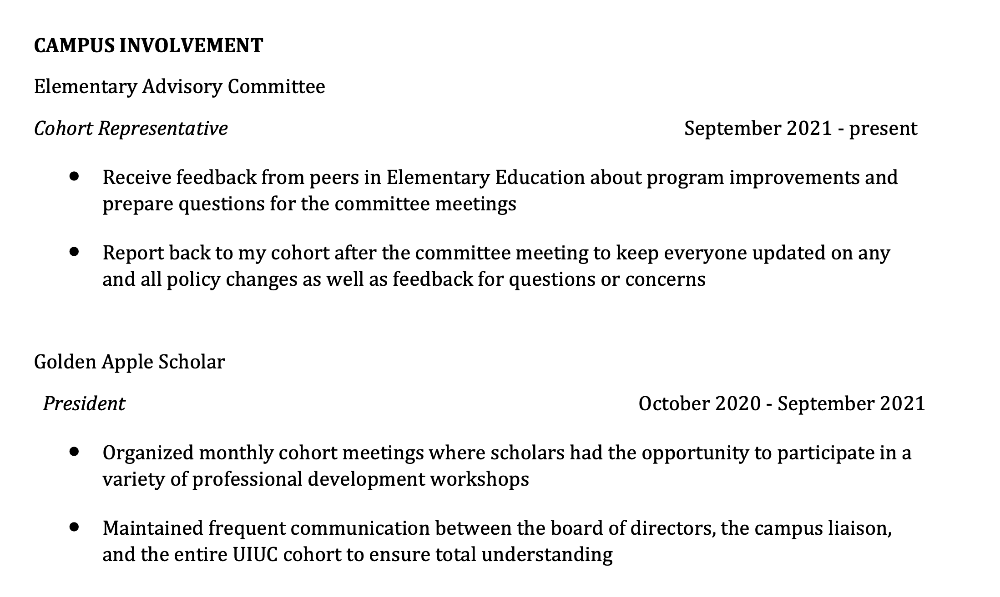 CAMPUS INVOLVEMENT
Elementary Advisory Committee
Cohort Representative September 2021 - present
● Receive feedback from peers in Elementary Education about program improvements and
prepare questions for the committee meetings
● Report back to my cohort after the committee meeting to keep everyone updated on any
and all policy changes as well as feedback for questions or concerns
Golden Apple Scholar
President October 2020 - September 2021
● Organized monthly cohort meetings where scholars had the opportunity to participate in a
variety of professional development workshops
● Maintained frequent communication between the board of directors, the campus liaison,
and the entire UIUC cohort to ensure total understanding